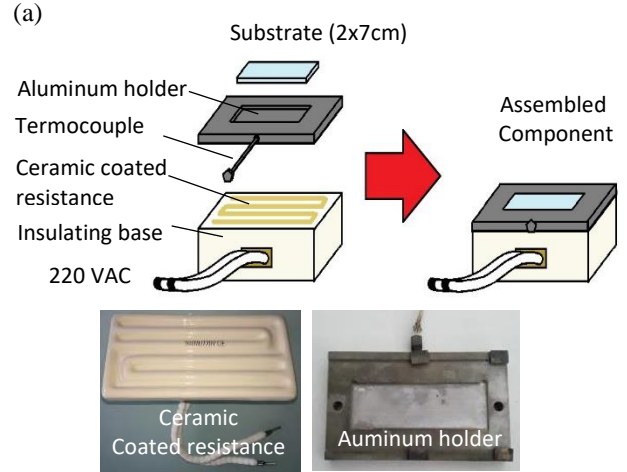 (a)
Substrate (2x7cm)
Aluminum holder
Termocouple
Ceramic coated
resistance
Insulating base
220 VAC
Assembled
Component
Ceramic
Coated resistance
Auminum holder